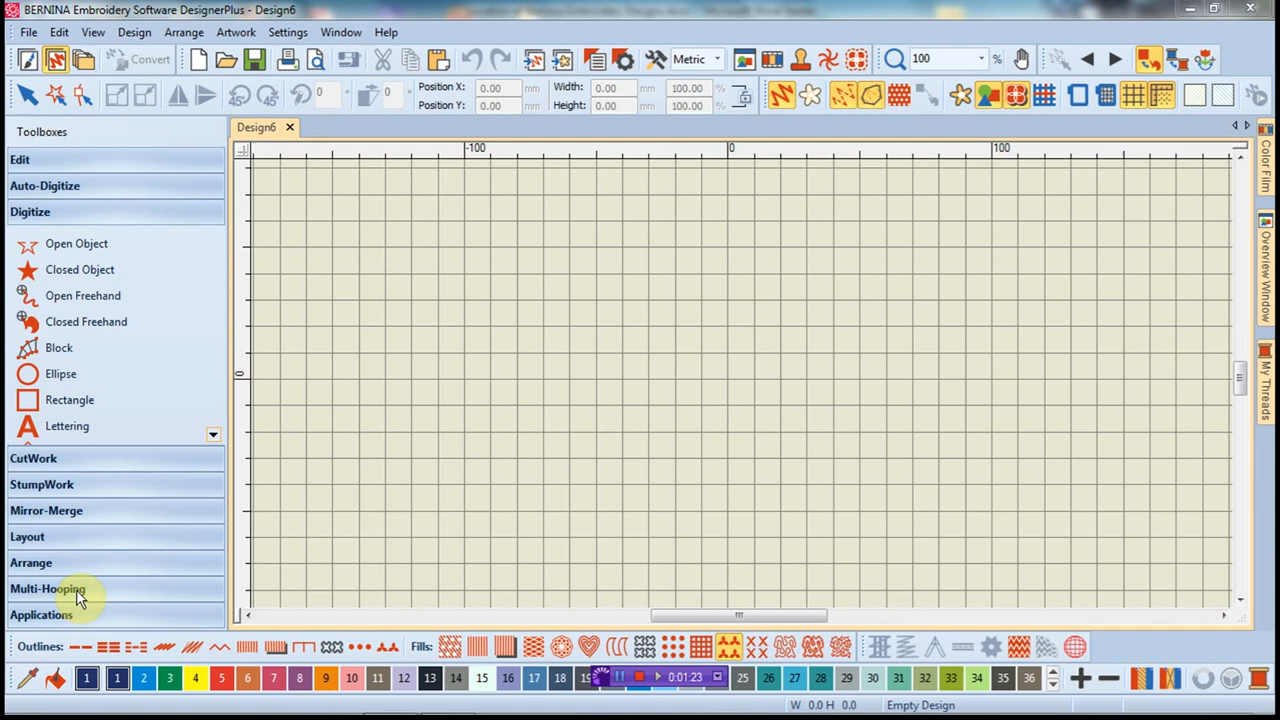 BERNINA Embroidery Software DesignerPlus - Design6
File Edit View Design Arrange Artwork Settings Window Help
Convert Metric 100 %
0 ° 0 ° Position X: 0.00 mm Width: 0.00 mm 100.00 %
Position Y: 0.00 mm Height: 0.00 mm 100.00 %
Toolboxes
Design6
Edit
Auto-Digitize
Digitize
Open Object
Closed Object
Open Freehand
Closed Freehand
Block
Ellipse
Rectangle
Lettering
CutWork
StumpWork
Mirror-Merge
Layout
Arrange
Multi-Hooping
Applications
-100 0 100
0
Color Film
Overview Window
My Threads
Outlines: Fills:
1 1 2 3 4 5 6 7 8 9 10 11 12 13 14 15 16 17 18 19 0:01:23 25 26 27 28 29 30 31 32 33 34 35 36
W 0.0 H 0.0 Empty Design